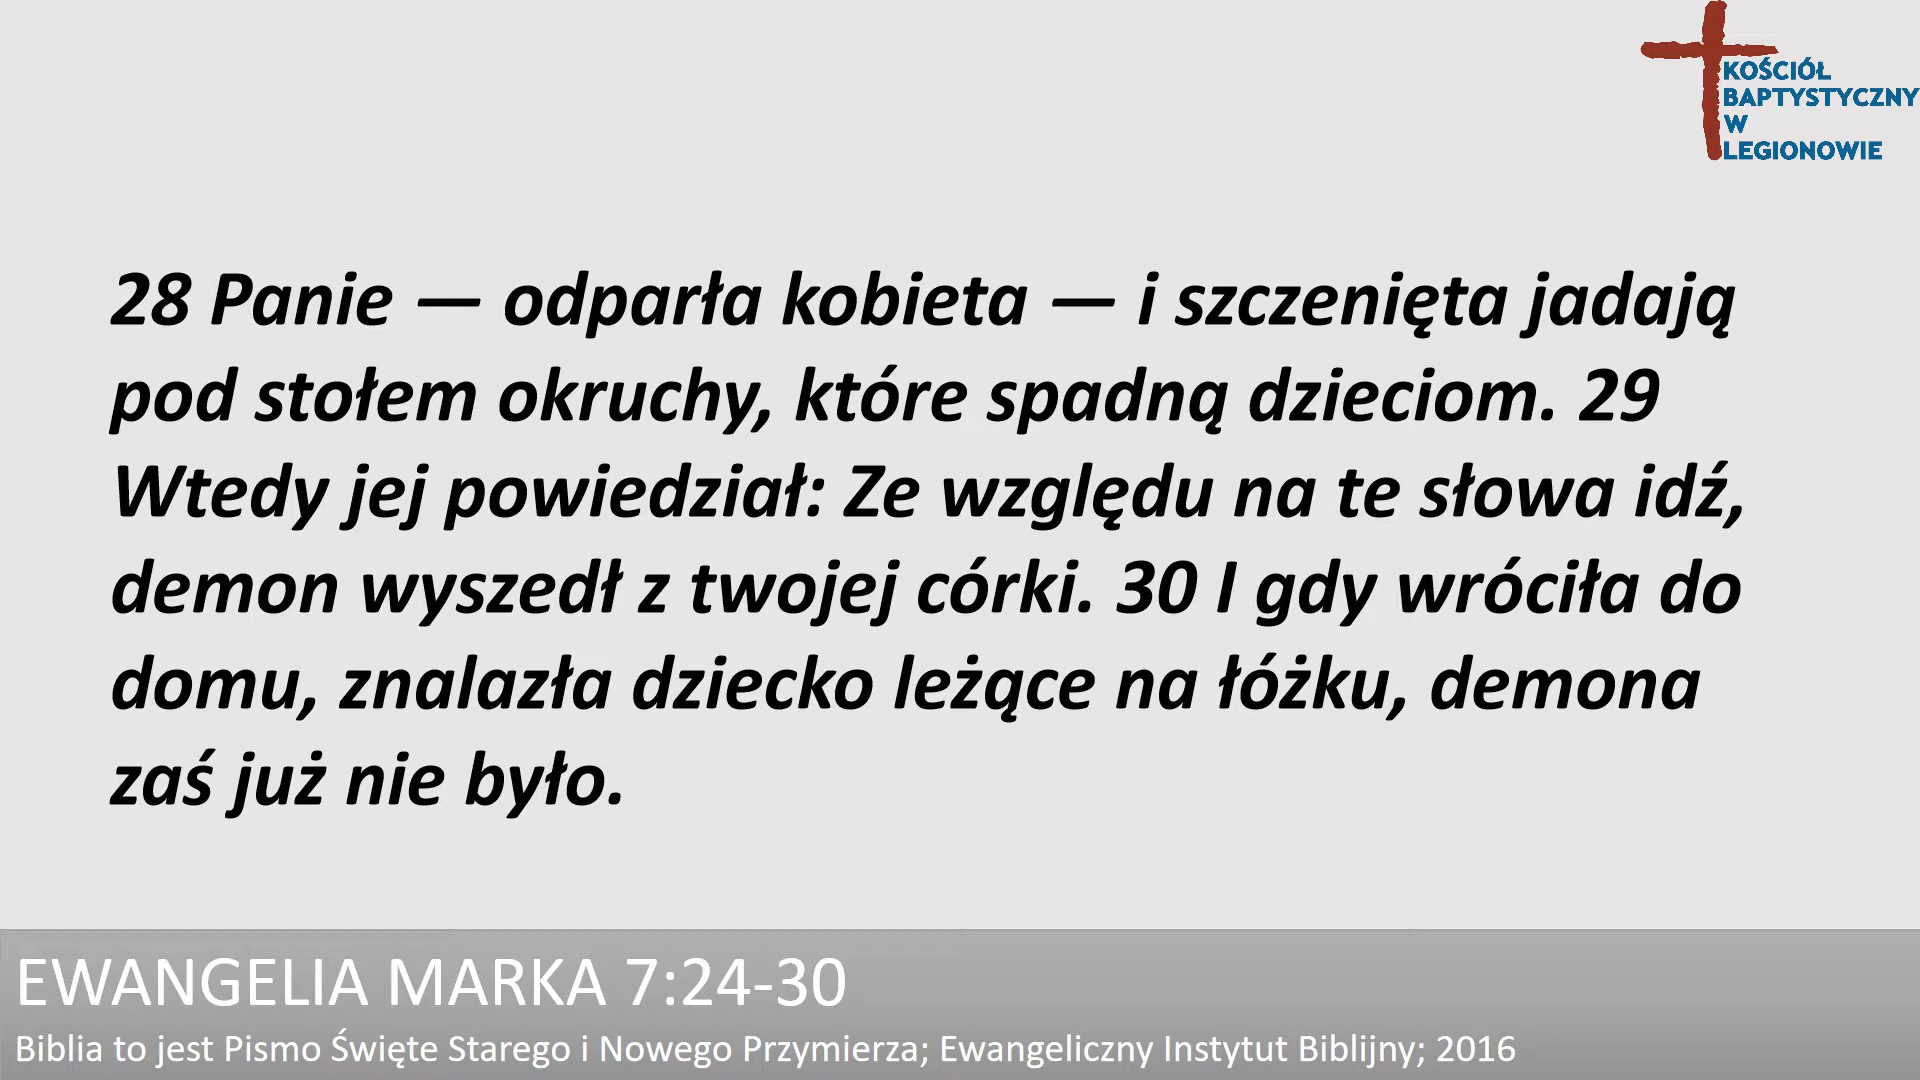 KOŚCIÓŁ
BAPTYSTYCZNY
W
LEGIONOWIE
28 Panie — odparła kobieta — i szczenięta jadają
pod stołem okruchy, które spadną dzieciom. 29
Wtedy jej powiedział: Ze względu na te słowa idź,
demon wyszedł z twojej córki. 30 I gdy wróciła do
domu, znalazła dziecko leżące na łóżku, demona
zaś już nie było.
EWANGELIA MARKA 7:24-30
Biblia to jest Pismo Święte Starego i Nowego Przymierza; Ewangeliczny Instytut Biblijny; 2016